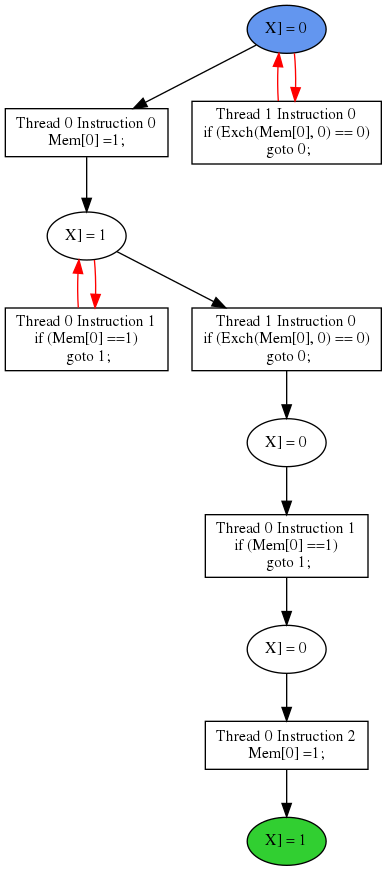 X] = 0
Thread 0 Instruction 0
Mem[0] =1;
Thread 1 Instruction 0
if (Exch(Mem[0], 0) == 0)
goto 0;
X] = 1
Thread 0 Instruction 1
if (Mem[0] ==1)
goto 1;
Thread 1 Instruction 0
if (Exch(Mem[0], 0) == 0)
goto 0;
X] = 0
Thread 0 Instruction 1
if (Mem[0] ==1)
goto 1;
X] = 0
Thread 0 Instruction 2
Mem[0] =1;
X] = 1